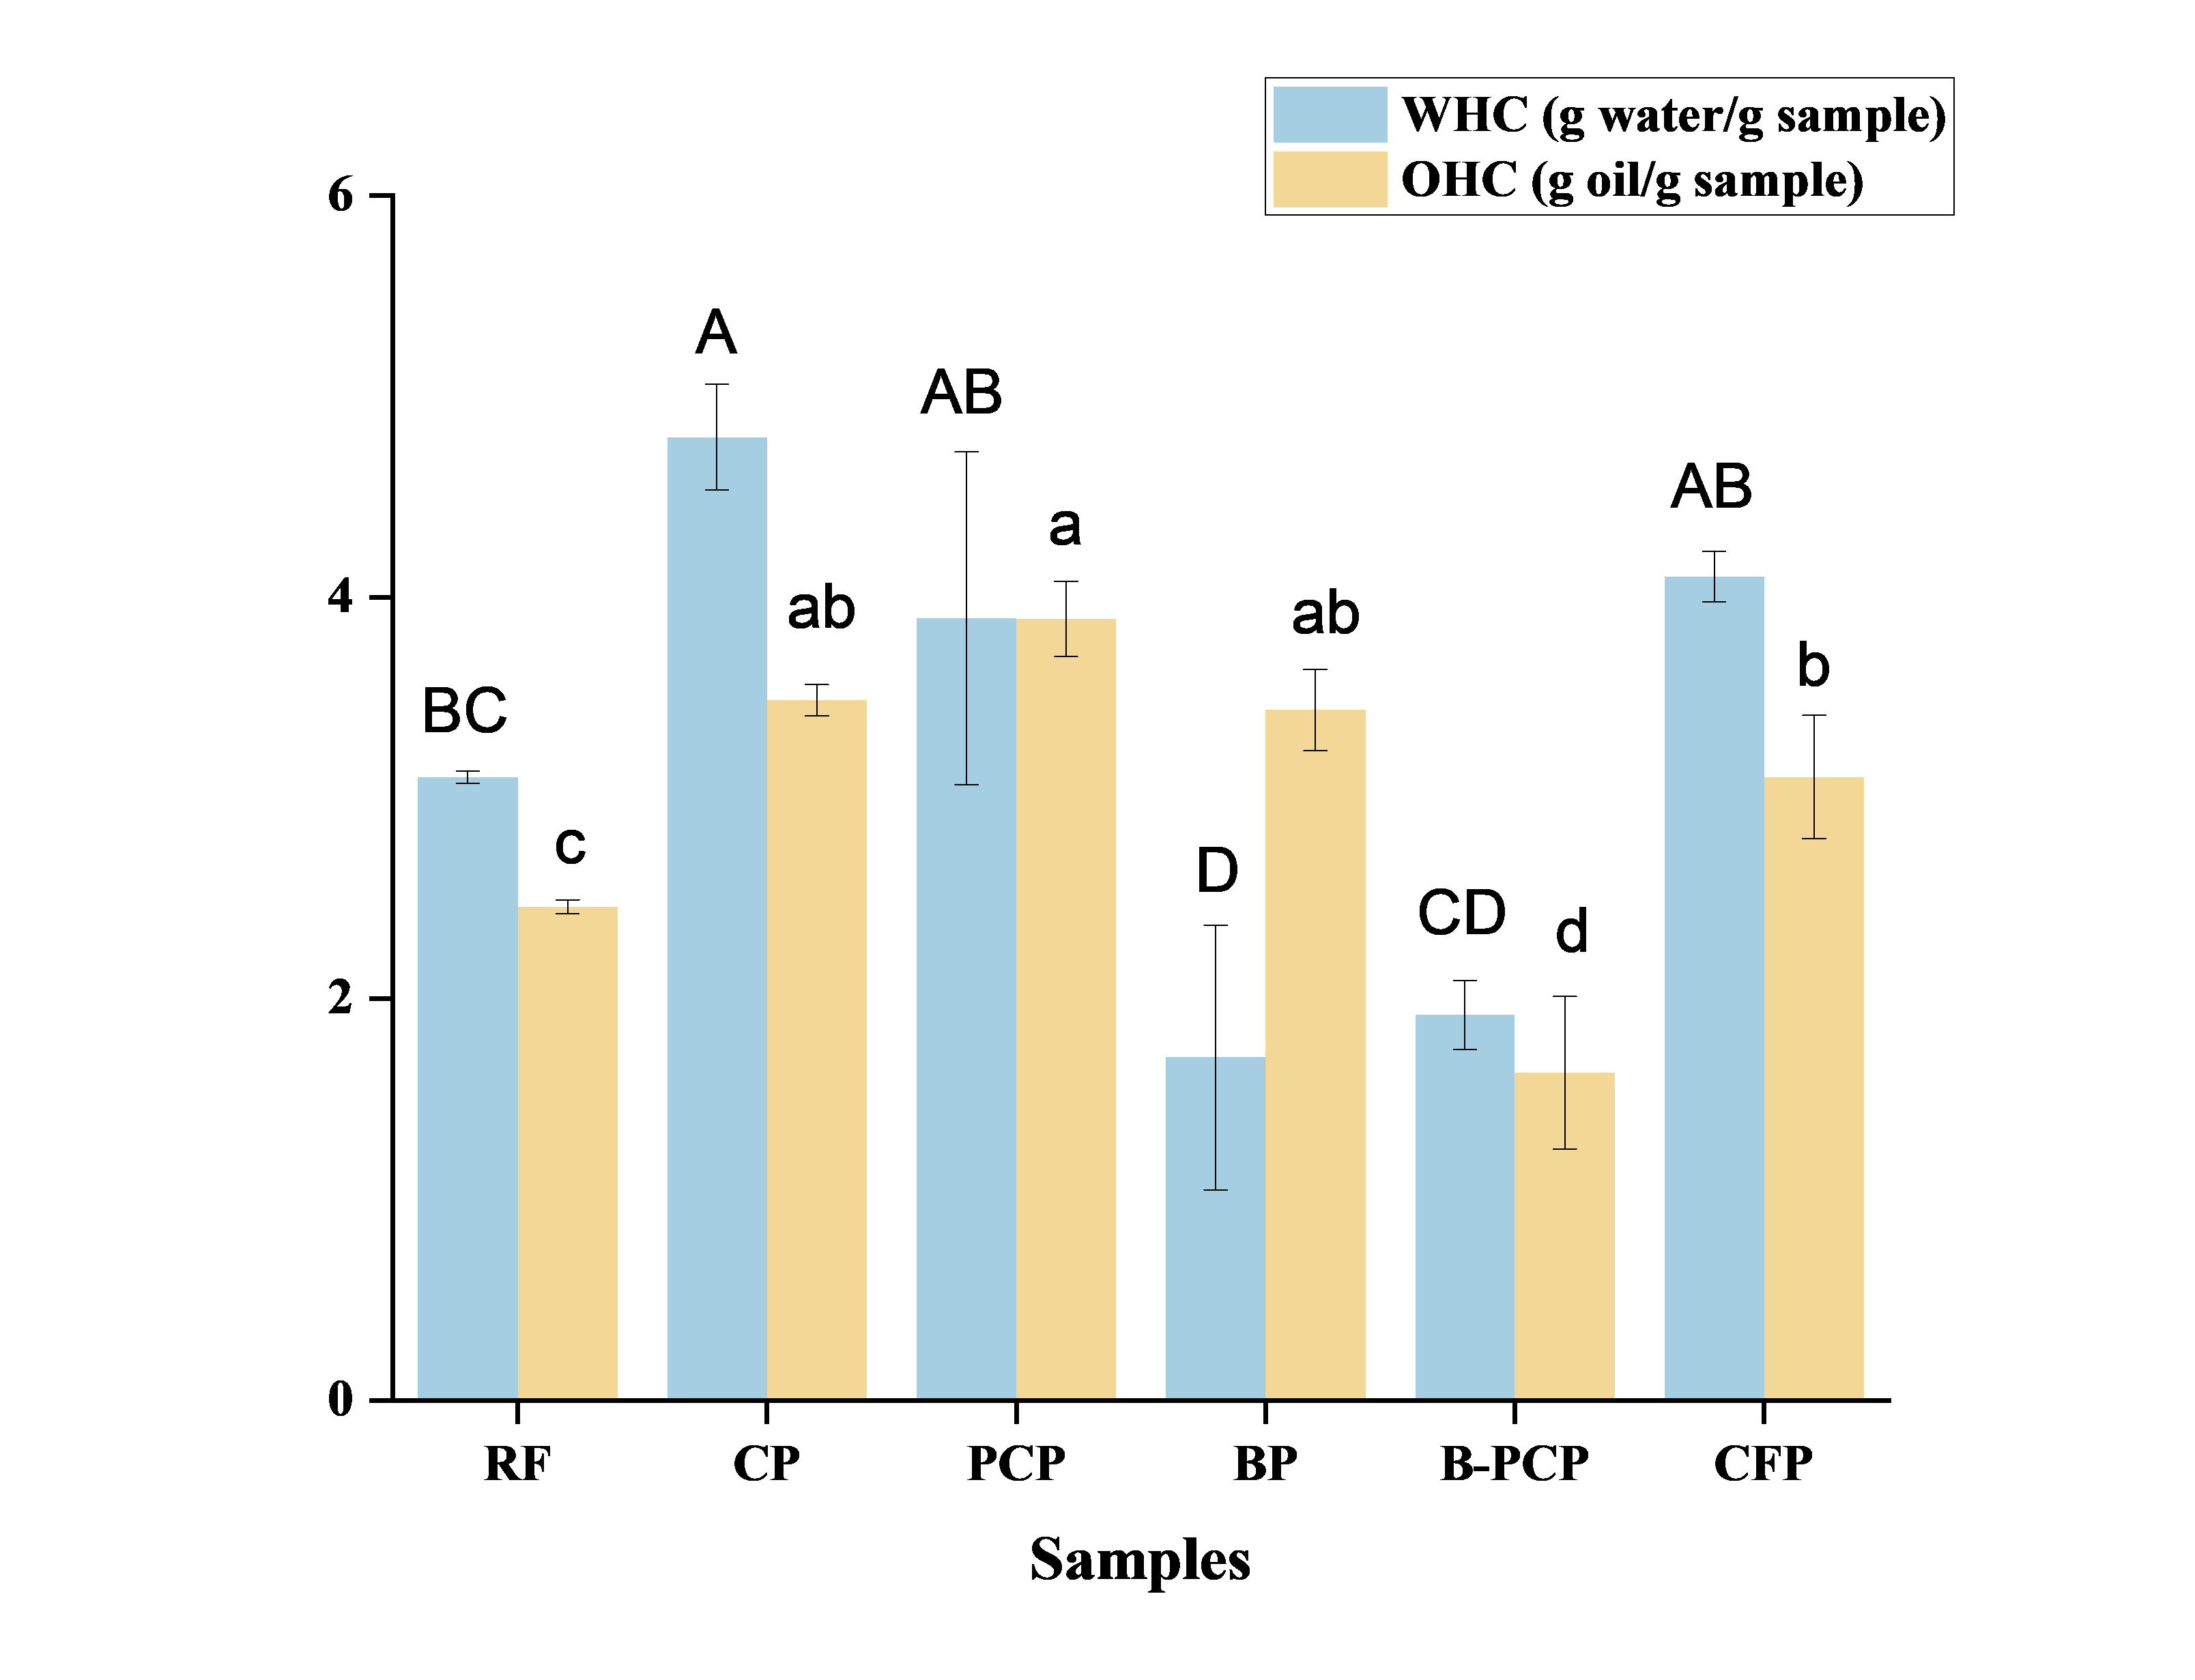 WHC (g water/g sample)
OHC (g oil/g sample)
6
4
2
0
BC
c
A
ab
AB
a
D
ab
CD
d
AB
b
RF CP PCP BP B-PCP CFP
Samples